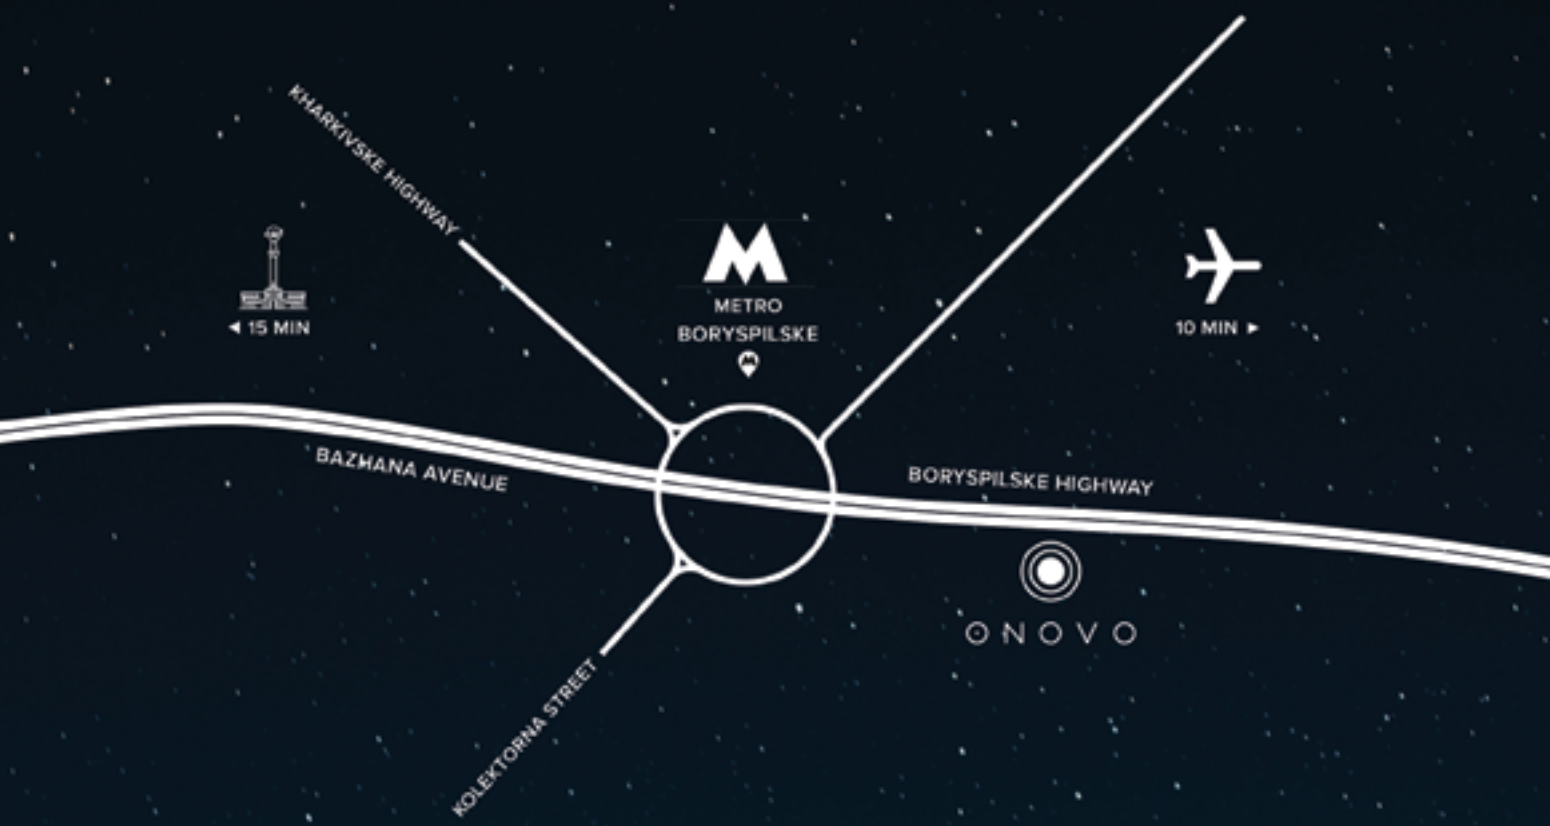 KHARKIVSKE HIGHWAY
M
METRO
BORYSPILSKE
◀ 15 MIN
10 MIN ▶
BAZHANA AVENUE
BORYSPILSKE HIGHWAY
ONOVO
KOLEKTORNA STREET